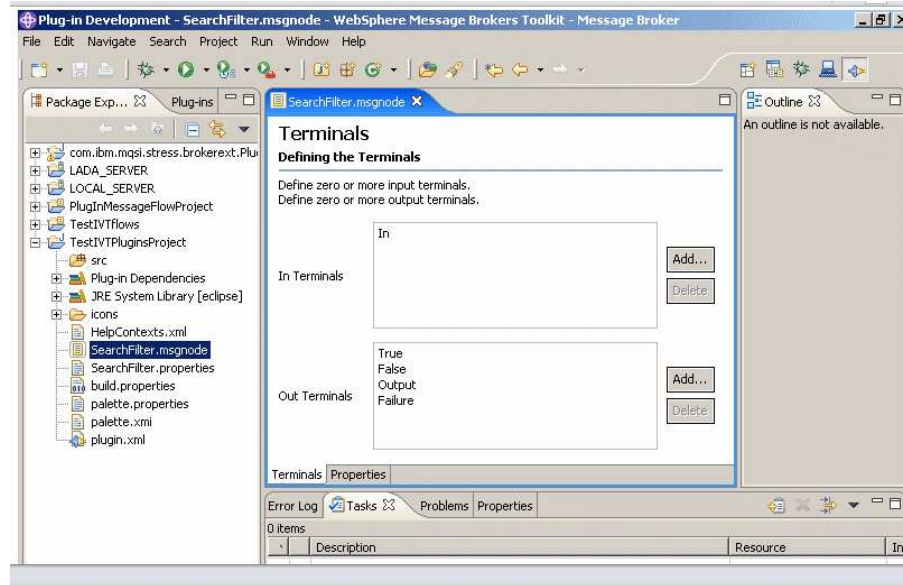 Plug-in Development - SearchFilter.msgnode - WebSphere Message Brokers Toolkit - Message Broker
File Edit Navigate Search Project Run Window Help
Package Exp...
Plug-ins
com.ibm.mqsi.stress.brokerext.Plu
LADA_SERVER
LOCAL_SERVER
PlugInMessageFlowProject
TestIVTflows
TestIVTPluginsProject
src
Plug-in Dependencies
JRE System Library [eclipse]
icons
HelpContexts.xml
SearchFilter.msgnode
SearchFilter.properties
build.properties
palette.properties
palette.xmi
plugin.xml
SearchFilter.msgnode
Terminals
Defining the Terminals
Define zero or more input terminals.
Define zero or more output terminals.
In Terminals
In
Add...
Delete
Out Terminals
True
False
Output
Failure
Add...
Delete
Terminals Properties
Outline
An outline is not available.
Error Log Tasks Problems Properties
0 items
Description Resource In